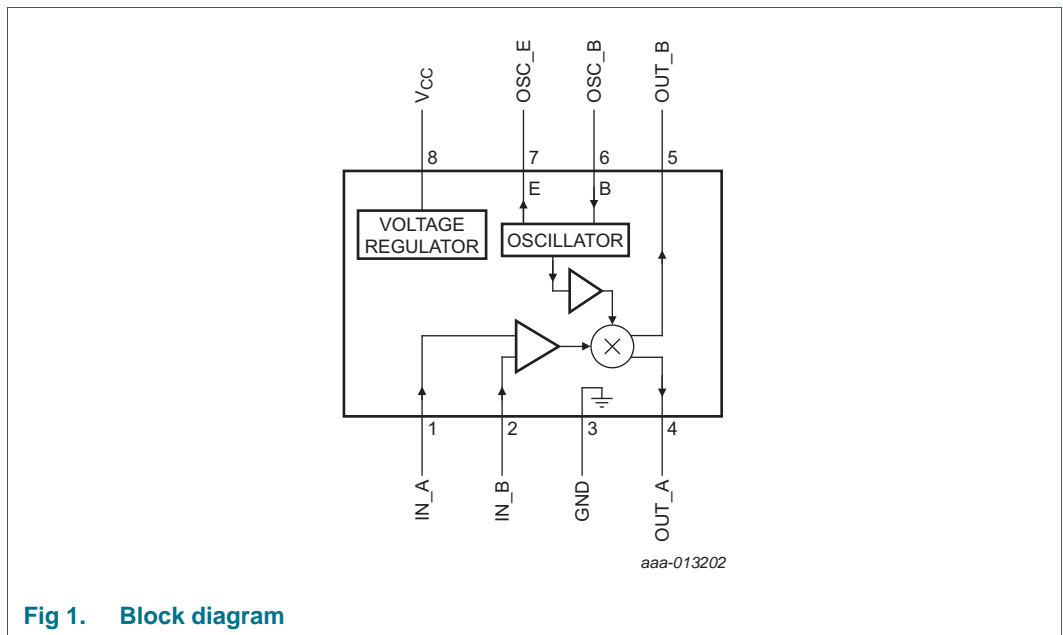 VCC
OSC_E
OSC_B
OUT_B
8
7
6
5
E
B
VOLTAGE
REGULATOR
OSCILLATOR
1
2
3
4
IN_A
IN_B
GND
OUT_A
aaa-013202
Fig 1. Block diagram